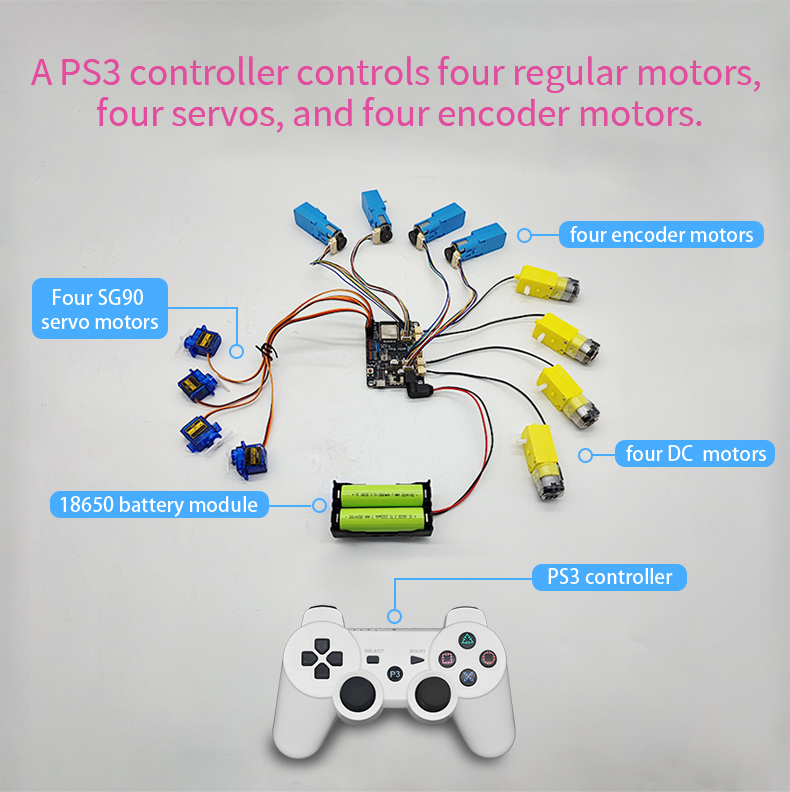 A PS3 controller controls four regular motors,
four servos, and four encoder motors.
four encoder motors
Four SG90
servo motors
four DC  motors
18650 battery module
PS3 controller
SELECT
START
P3